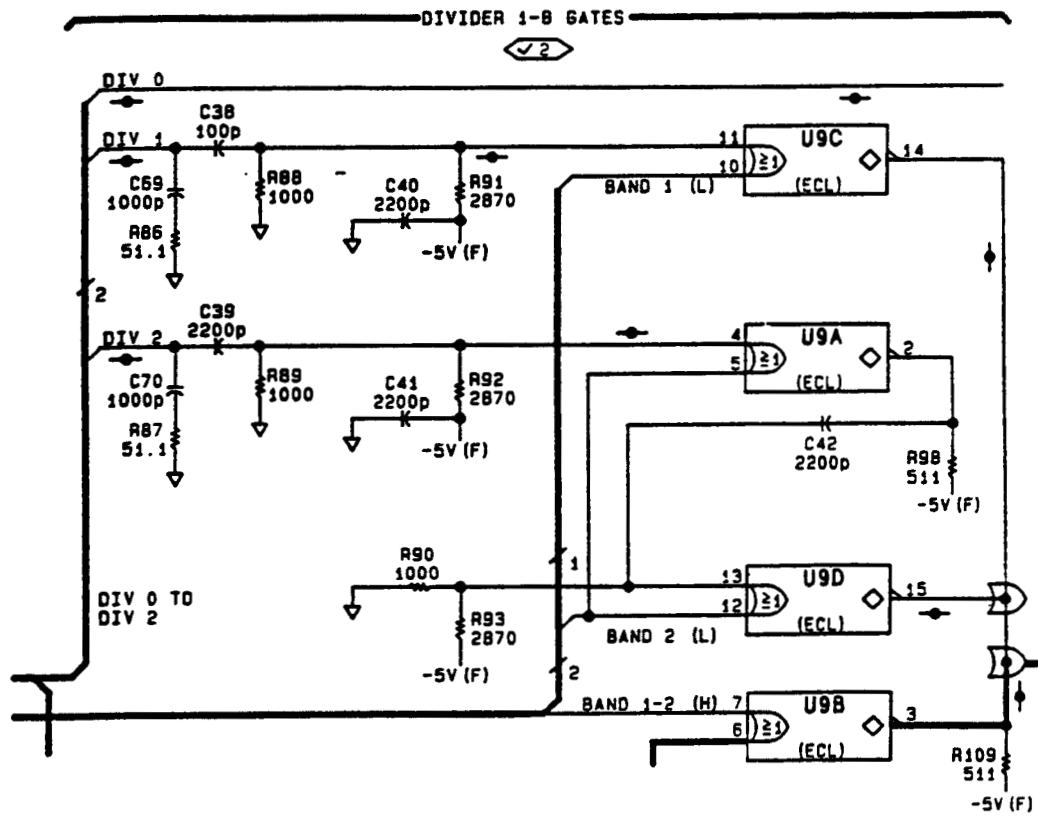 DIVIDER 1-8 GATES
✓ 2
DIV 0
C38
100p
DIV 1
11
U9C
14
10
≥1
(ECL)
BAND 1 (L)
C69
1000p
R88
1000
C40
2200p
R91
2870
R86
51.1
-5V (F)
2
C39
2200p
DIV 2
4
U9A
2
5
≥1
(ECL)
C70
1000p
R89
1000
C41
2200p
R92
2870
R87
51.1
-5V (F)
C42
2200p
R98
511
-5V (F)
R90
1000
1
13
U9D
15
12
≥1
(ECL)
DIV 0 TO
DIV 2
R93
2870
BAND 2 (L)
-5V (F)
2
BAND 1-2 (H)
7
U9B
3
6
≥1
(ECL)
R109
511
-5V (F)